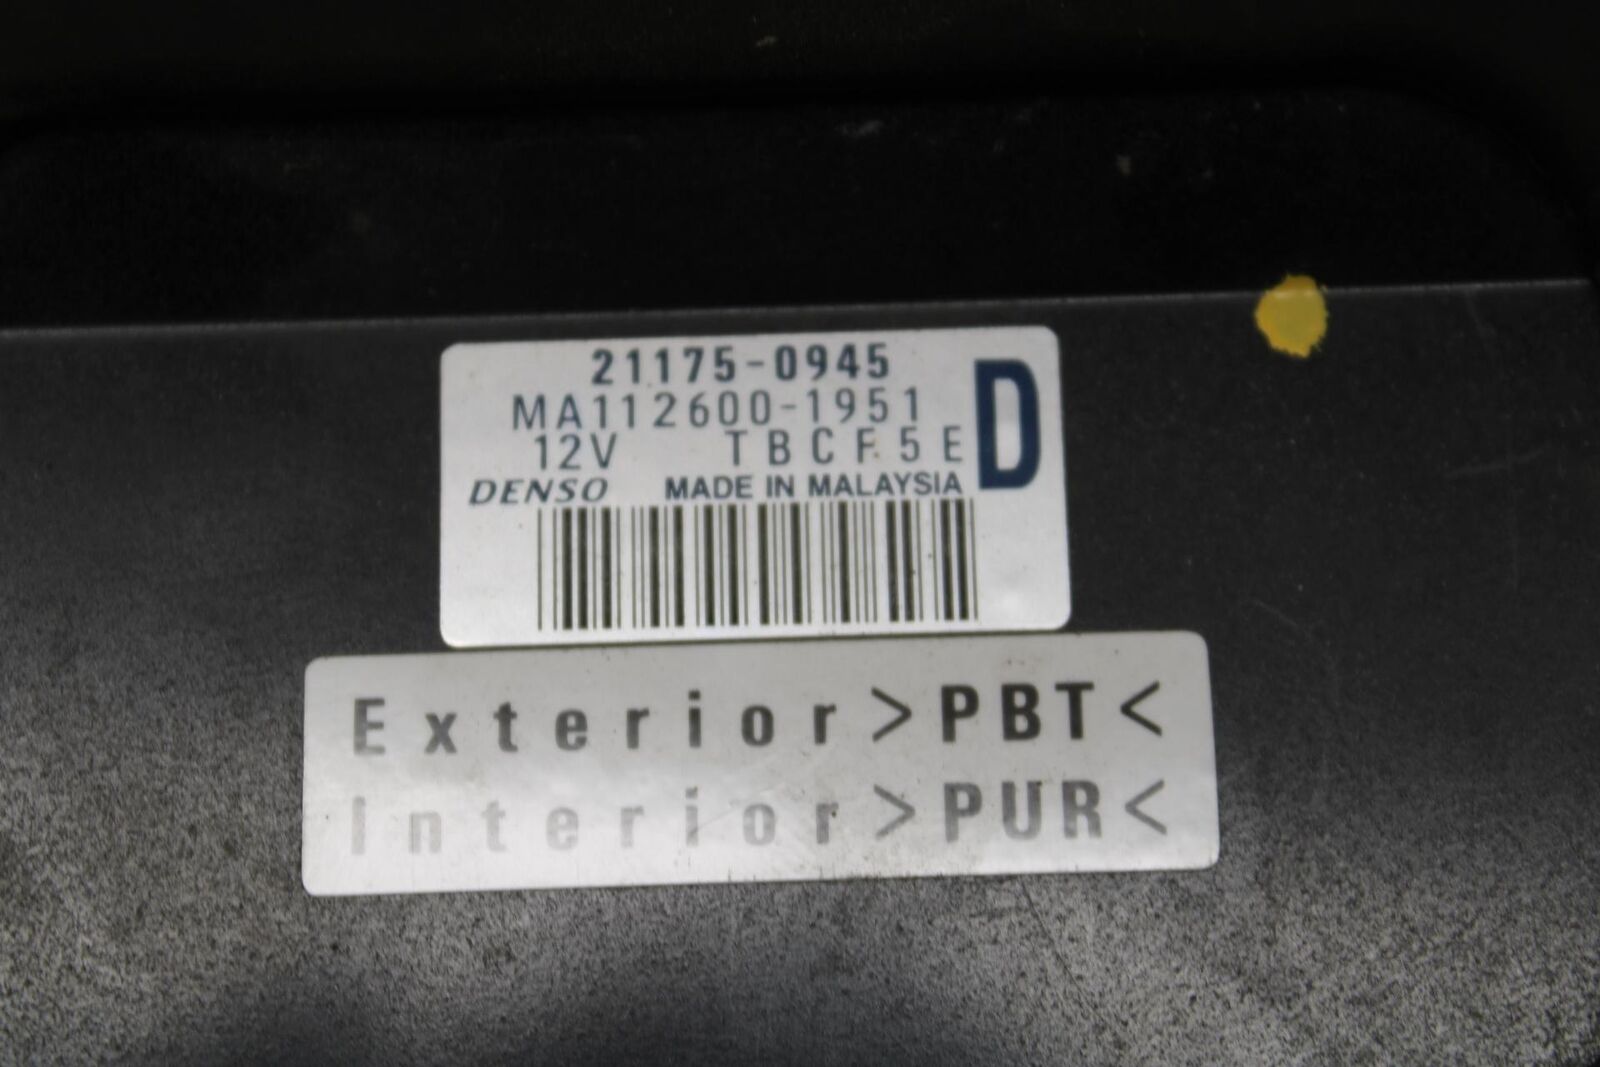 21175-0945
MA112600-1951
D
12V TBCF5E
DENSO MADE IN MALAYSIA
Exterior>PBT<
Interior>PUR<